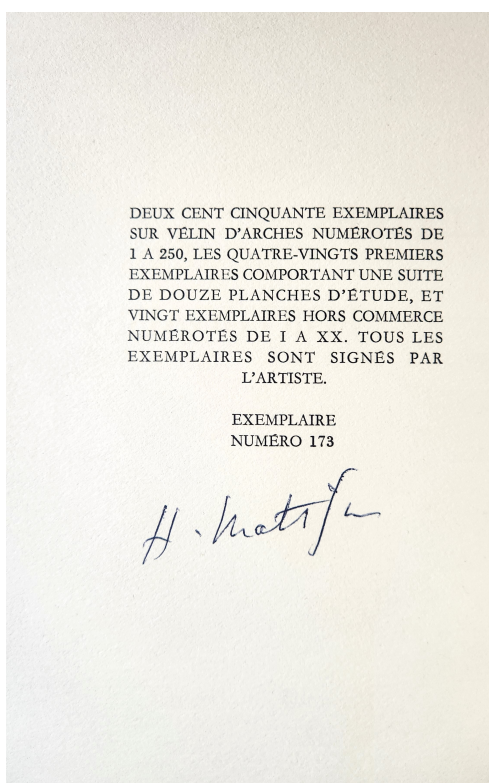 DEUX CENT CINQUANTE EXEMPLAIRES
SUR VÉLIN D'ARCHES NUMÉROTÉS DE
1 A 250, LES QUATRE-VINGTS PREMIERS
EXEMPLAIRES COMPORTANT UNE SUITE
DE DOUZE PLANCHES D'ÉTUDE, ET
VINGT EXEMPLAIRES HORS COMMERCE
NUMÉROTÉS DE I A XX. TOUS LES
EXEMPLAIRES SONT SIGNÉS PAR
L'ARTISTE.
EXEMPLAIRE
NUMÉRO 173
H. Matisse